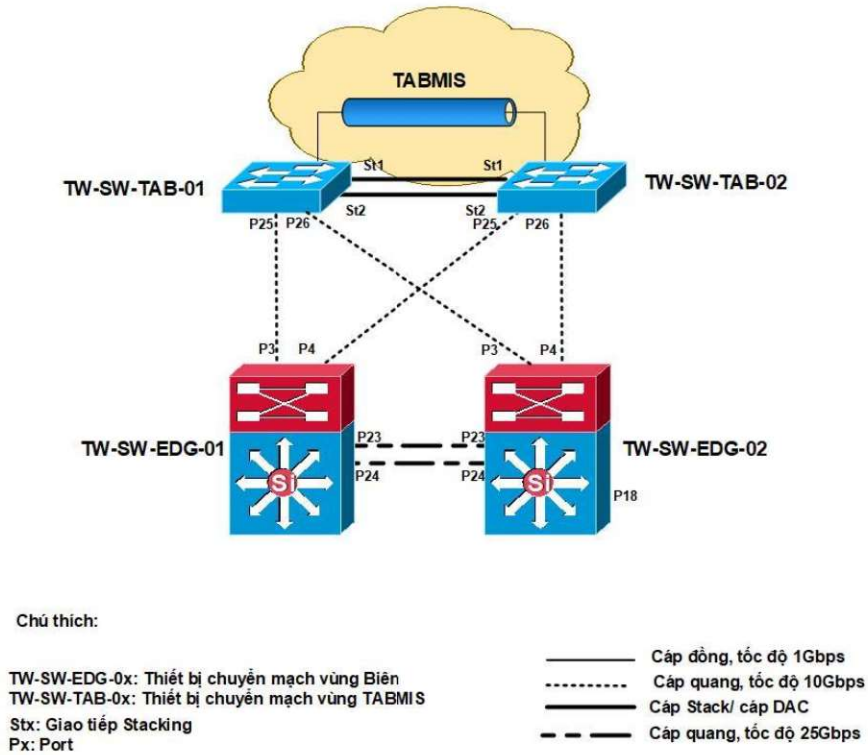 TABMIS
St1 St1
TW-SW-TAB-01 TW-SW-TAB-02
St2 St2
P25 P26 P25 P26
P3 P4 P3 P4
P23 P23
TW-SW-EDG-01 TW-SW-EDG-02
P24 P24
Si Si
P18
Chú thích:
TW-SW-EDG-0x: Thiết bị chuyển mạch vùng Biên
TW-SW-TAB-0x: Thiết bị chuyển mạch vùng TABMIS
Stx: Giao tiếp Stacking
Px: Port
Cáp đồng, tốc độ 1Gbps
Cáp quang, tốc độ 10Gbps
Cáp Stack/ cáp DAC
Cáp quang, tốc độ 25Gbps